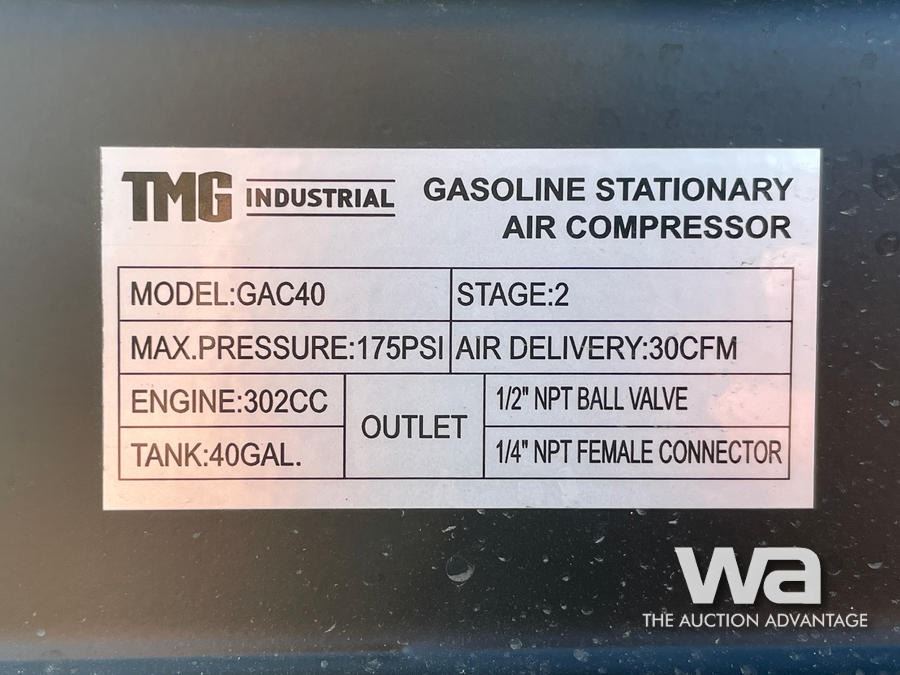 TMG INDUSTRIAL
GASOLINE STATIONARY
AIR COMPRESSOR
MODEL:GAC40
STAGE:2
MAX.PRESSURE:175PSI
AIR DELIVERY:30CFM
ENGINE:302CC
TANK:40GAL.
OUTLET
1/2" NPT BALL VALVE
1/4" NPT FEMALE CONNECTOR
wa
THE AUCTION ADVANTAGE